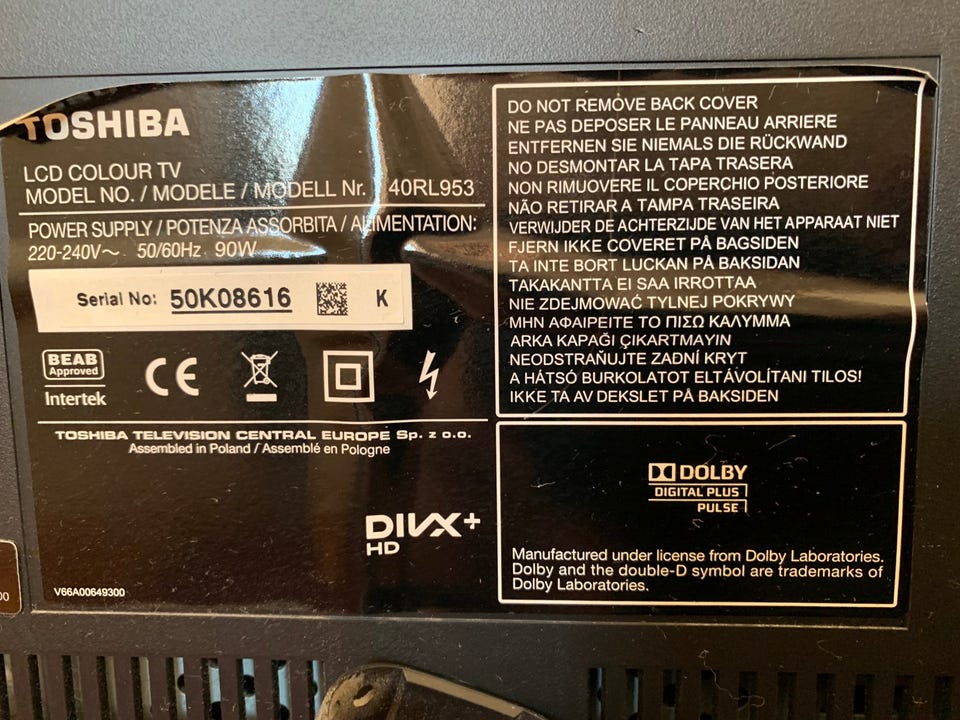 TOSHIBA
LCD COLOUR TV
MODEL NO. / MODELE / MODELL Nr. 40RL953
POWER SUPPLY / POTENZA ASSORBITA / ALIMENTATION:
220-240V～ 50/60Hz 90W
Serial No: 50K08616 K
BEAB
Approved
Intertek
CE
TOSHIBA TELEVISION CENTRAL EUROPE Sp. z o.o.
Assembled in Poland / Assemblé en Pologne
DIVX+
HD
V66A00649300
00
DO NOT REMOVE BACK COVER
NE PAS DEPOSER LE PANNEAU ARRIERE
ENTFERNEN SIE NIEMALS DIE RÜCKWAND
NO DESMONTAR LA TAPA TRASERA
NON RIMUOVERE IL COPERCHIO POSTERIORE
NÃO RETIRAR A TAMPA TRASEIRA
VERWIJDER DE ACHTERZIJDE VAN HET APPARAAT NIET
FJERN IKKE COVERET PÅ BAGSIDEN
TA INTE BORT LUCKAN PÅ BAKSIDAN
TAKAKANTTA EI SAA IRROTTAA
NIE ZDEJMOWAĆ TYLNEJ POKRYWY
ΜΗΝ ΑΦΑΙΡΕΙΤΕ ΤΟ ΠΙΣΩ ΚΑΛΥΜΜΑ
ARKA KAPAĞI ÇIKARTMAYIN
NEODSTRAŇUJTE ZADNÍ KRYT
A HÁTSÓ BURKOLATOT ELTÁVOLÍTANI TILOS!
IKKE TA AV DEKSLET PÅ BAKSIDEN
DOLBY
DIGITAL PLUS
PULSE
Manufactured under license from Dolby Laboratories.
Dolby and the double-D symbol are trademarks of
Dolby Laboratories.